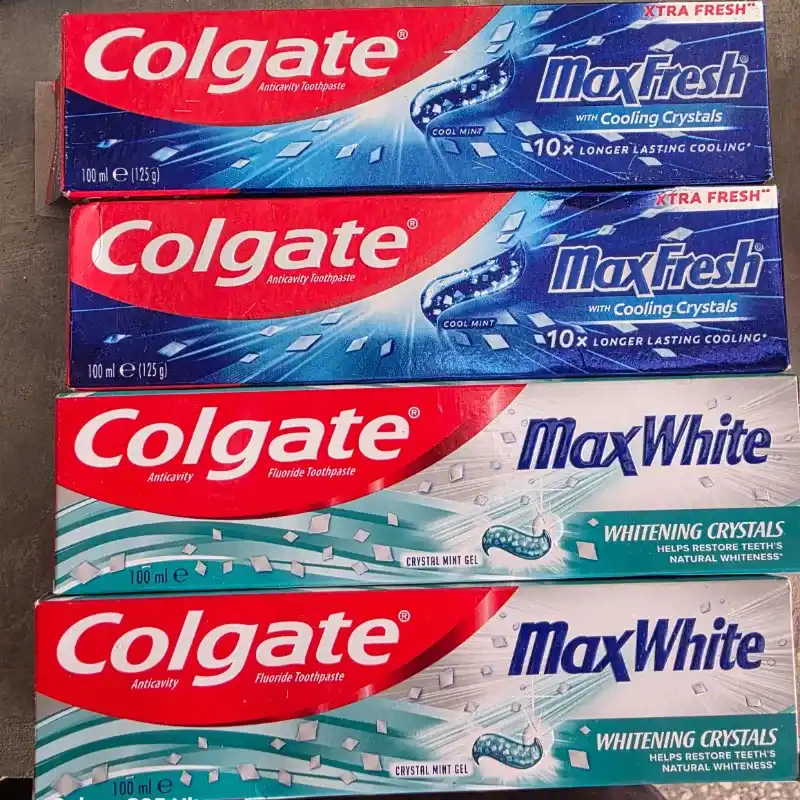 XTRA FRESH**
Colgate®
Anticavity Toothpaste
MaxFresh®
WITH Cooling Crystals
COOL MINT
10x LONGER LASTING COOLING*
100 ml ℮ (125 g)
XTRA FRESH**
Colgate®
Anticavity Toothpaste
MaxFresh®
WITH Cooling Crystals
COOL MINT
10x LONGER LASTING COOLING*
100 ml ℮ (125 g)
Colgate®
Anticavity Fluoride Toothpaste
MaxWhite
WHITENING CRYSTALS
HELPS RESTORE TEETH'S
NATURAL WHITENESS*
CRYSTAL MINT GEL
100 ml ℮
Colgate®
Anticavity Fluoride Toothpaste
MaxWhite
WHITENING CRYSTALS
HELPS RESTORE TEETH'S
NATURAL WHITENESS*
CRYSTAL MINT GEL
100 ml ℮